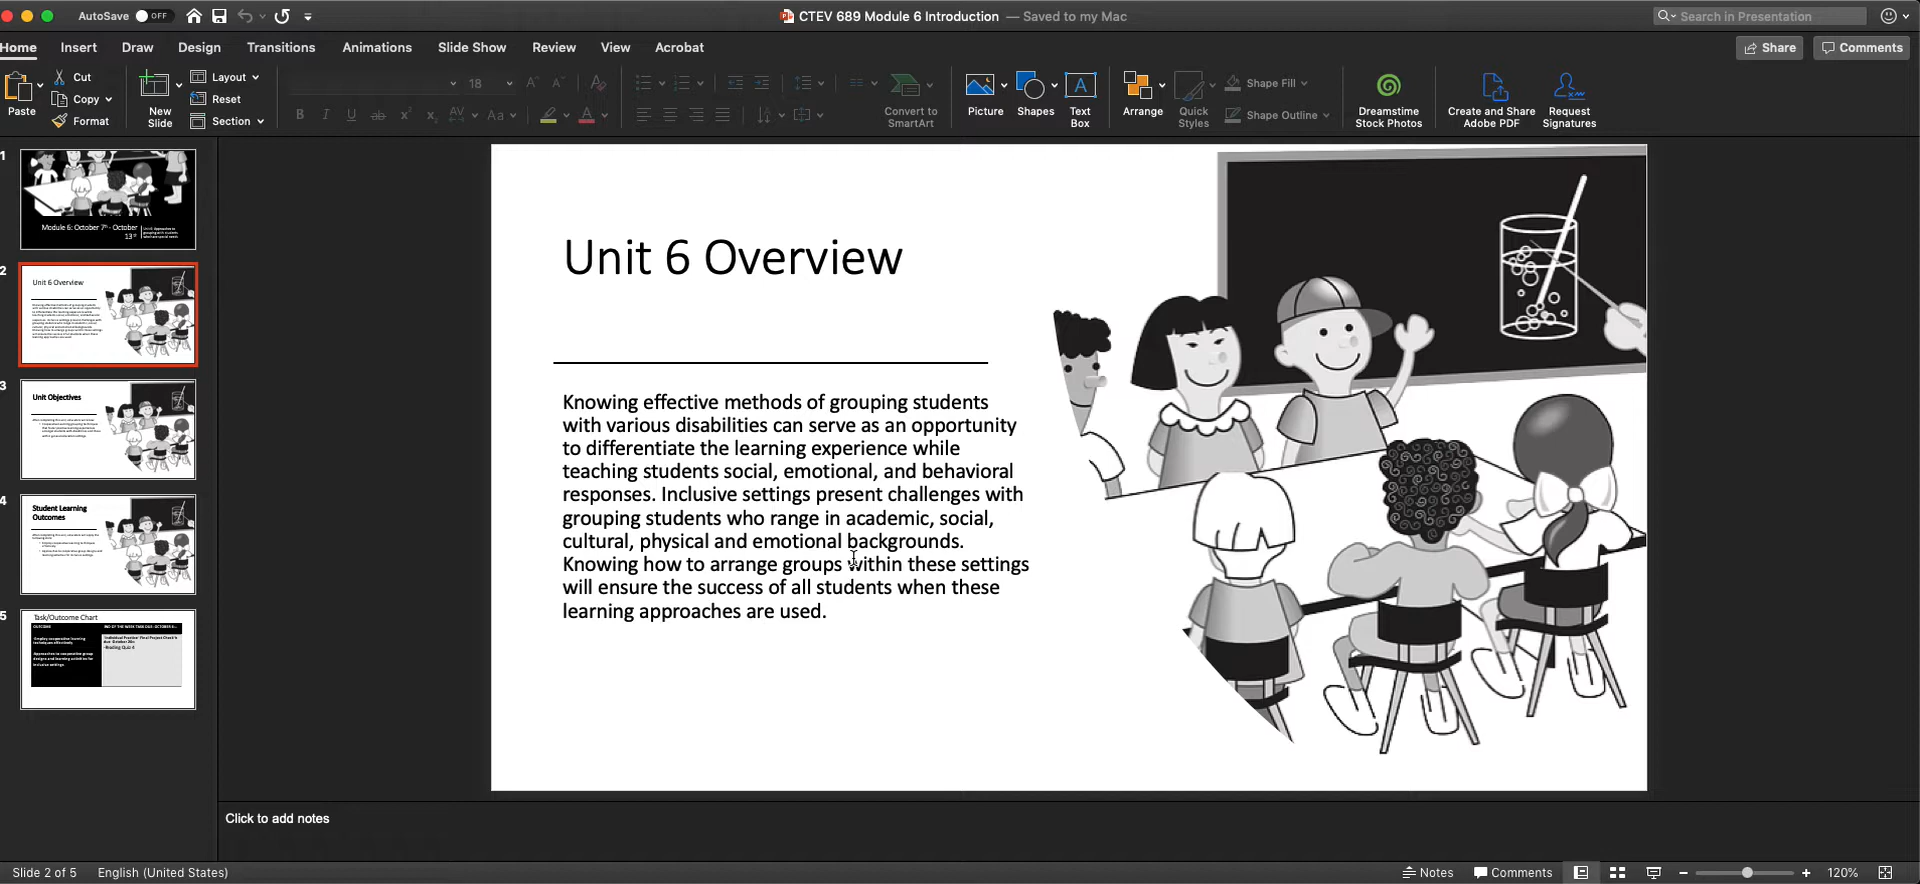 AutoSave OFF
CTEV 689 Module 6 Introduction — Saved to my Mac
Search in Presentation
Home Insert Draw Design Transitions Animations Slide Show Review View Acrobat
Share Comments
Paste
Cut
Copy
Format
New Slide
Layout
Reset
Section
18
Convert to SmartArt
Picture
Shapes
Text Box
Arrange
Quick Styles
Shape Fill
Shape Outline
Dreamstime Stock Photos
Create and Share Adobe PDF
Request Signatures
1
Module 6: October 7th - October 13th
2
Unit 6 Overview
3
Unit Objectives
4
Student Learning Outcomes
5
Task/Outcome Chart
Unit 6 Overview
Knowing effective methods of grouping students
with various disabilities can serve as an opportunity
to differentiate the learning experience while
teaching students social, emotional, and behavioral
responses. Inclusive settings present challenges with
grouping students who range in academic, social,
cultural, physical and emotional backgrounds.
Knowing how to arrange groups within these settings
will ensure the success of all students when these
learning approaches are used.
Click to add notes
Slide 2 of 5 English (United States)
Notes Comments 120%